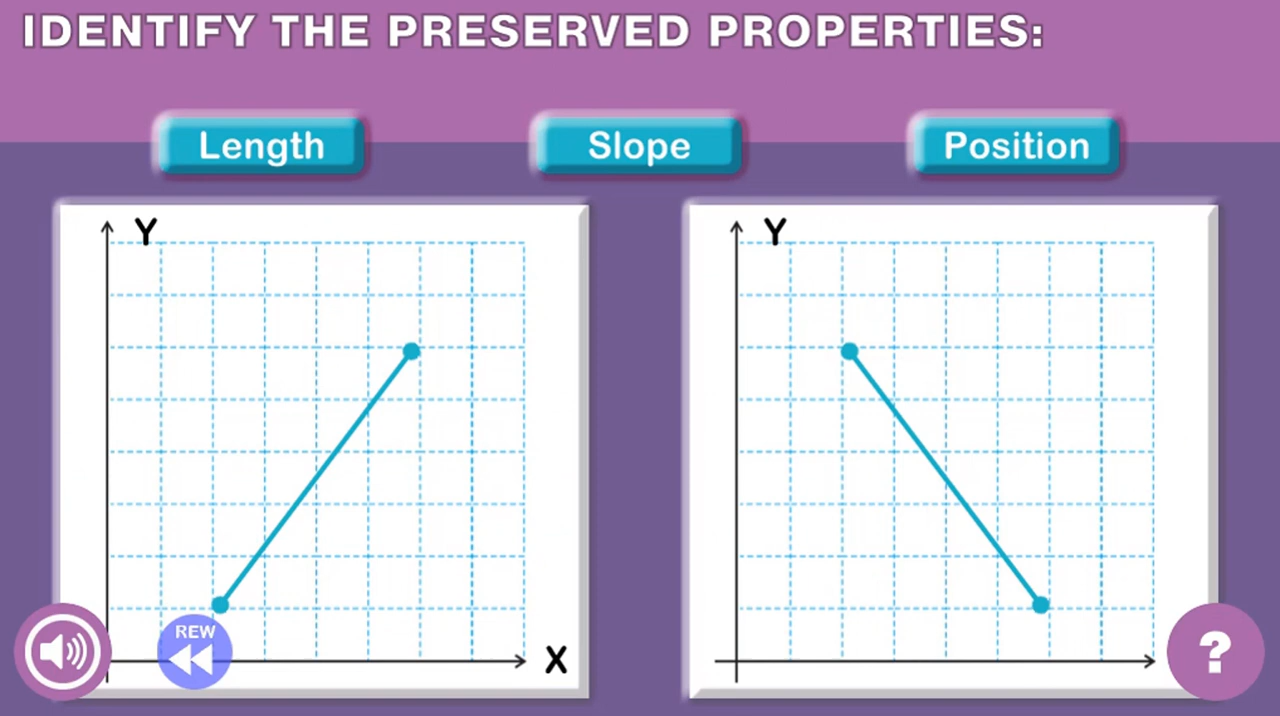 IDENTIFY THE PRESERVED PROPERTIES:
Length
Slope
Position
Y
Y
REW
X
?